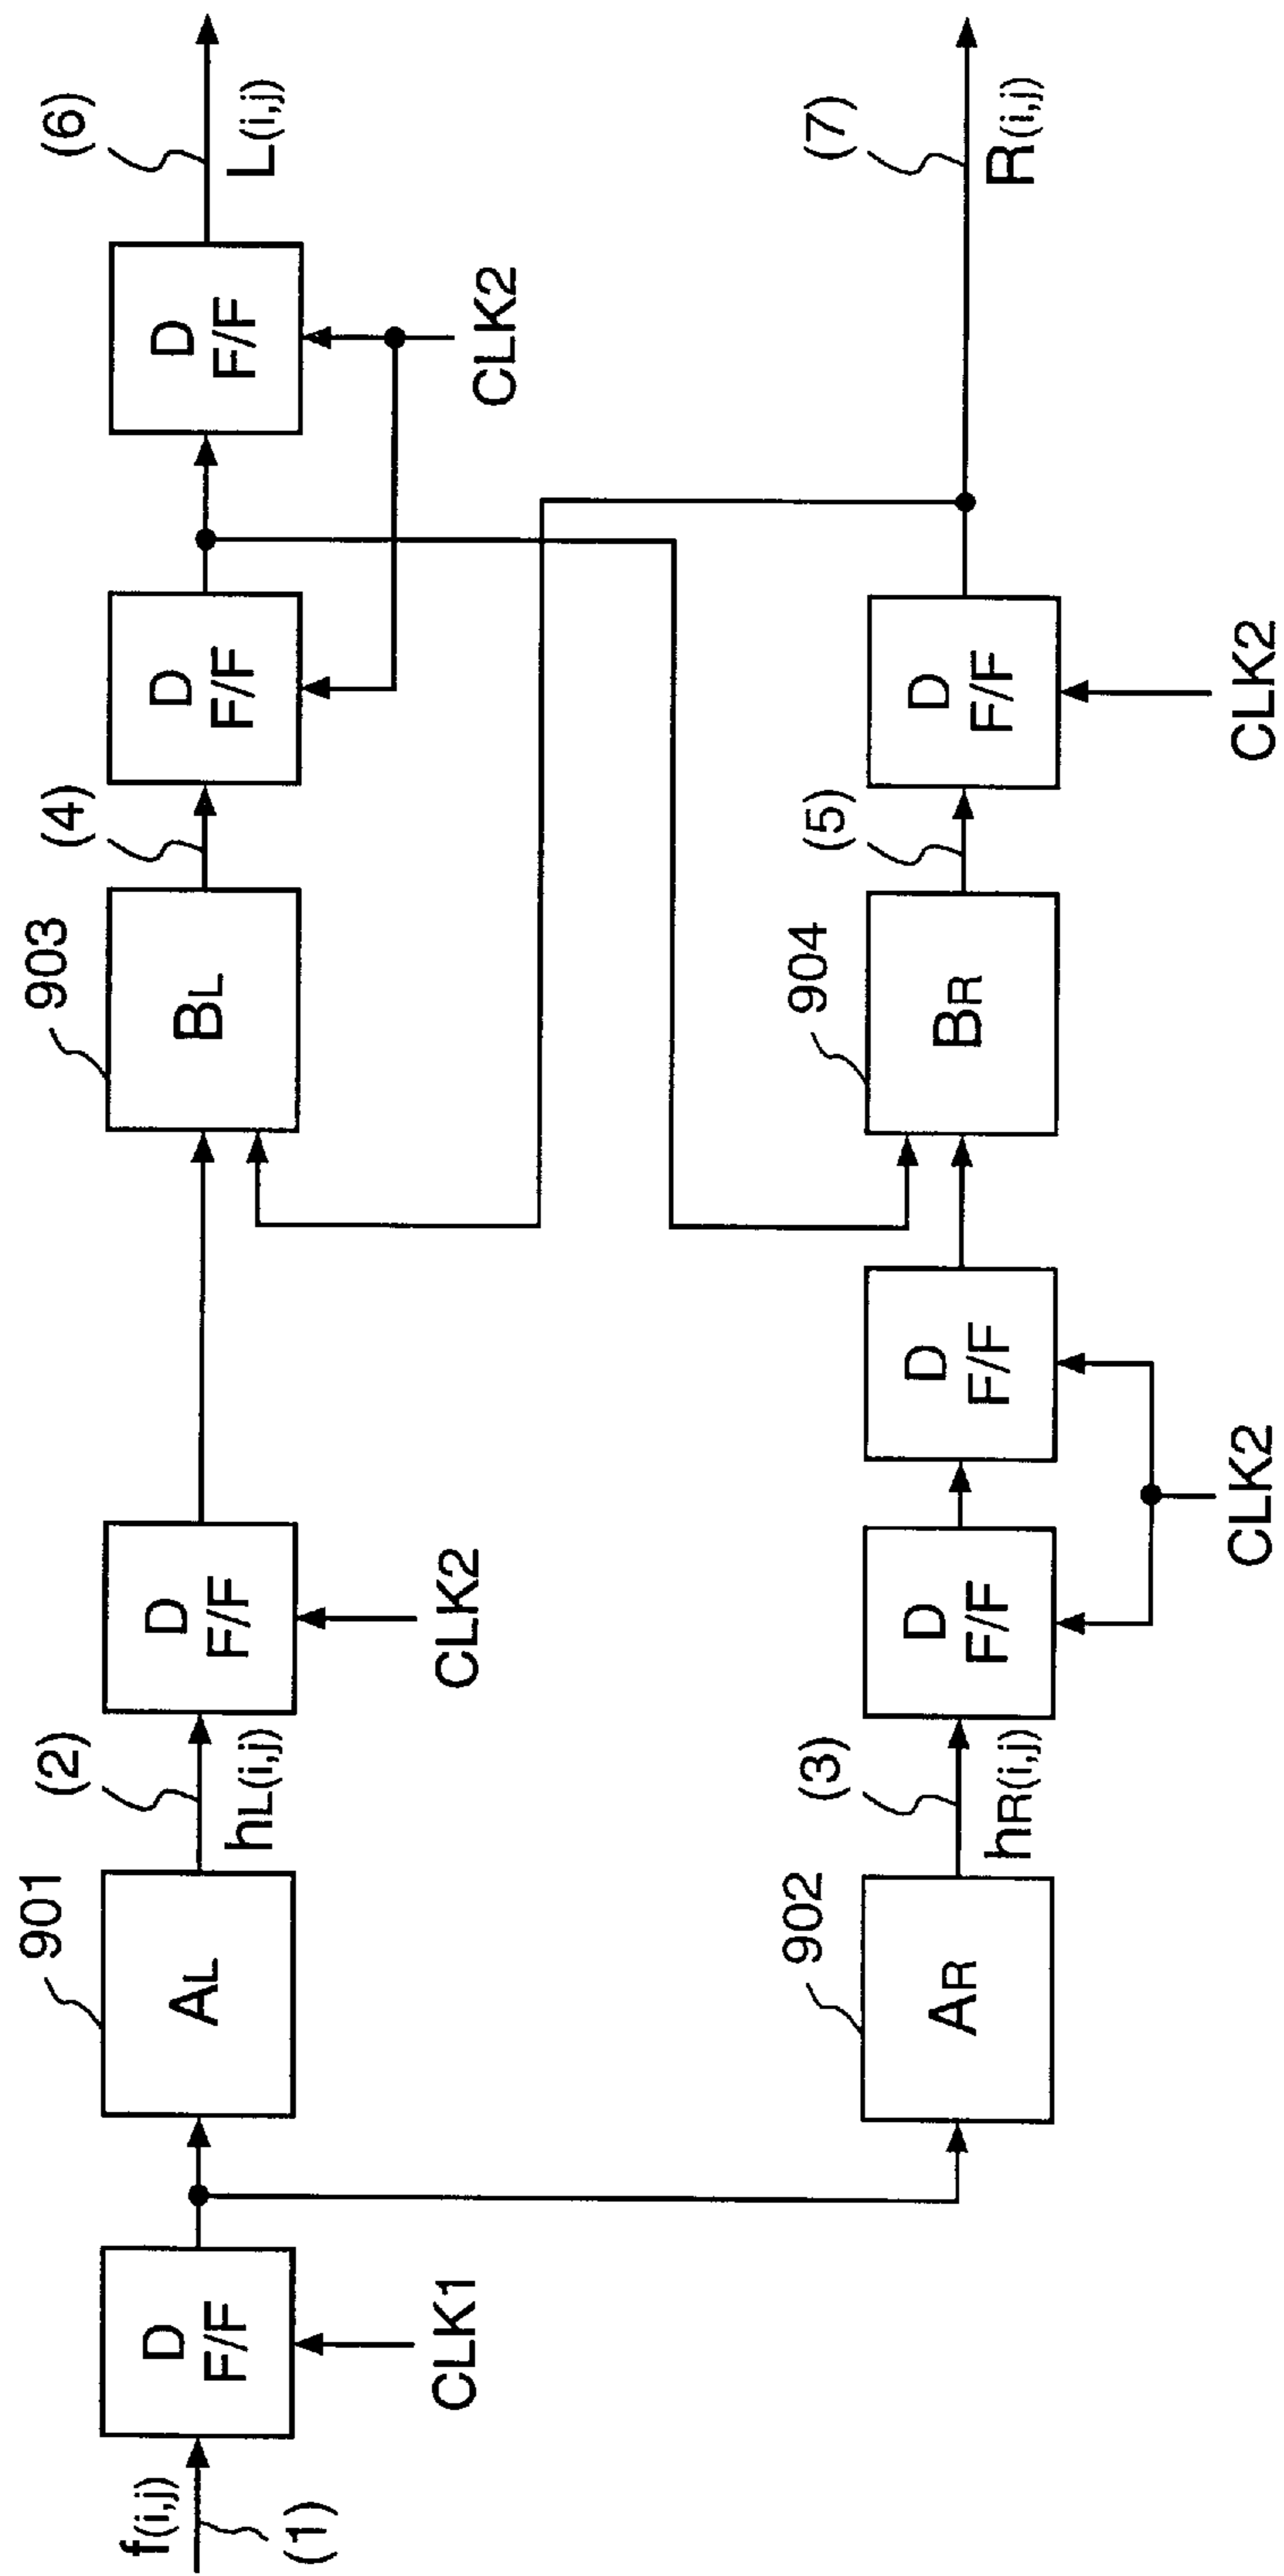 f(i,j)
(1)
D
F/F
CLK1
901
AL
(2)
hL(i,j)
D
F/F
CLK2
903
BL
(4)
D
F/F
D
F/F
CLK2
(6)
L(i,j)
902
AR
(3)
hR(i,j)
D
F/F
D
F/F
CLK2
904
BR
(5)
D
F/F
CLK2
(7)
R(i,j)